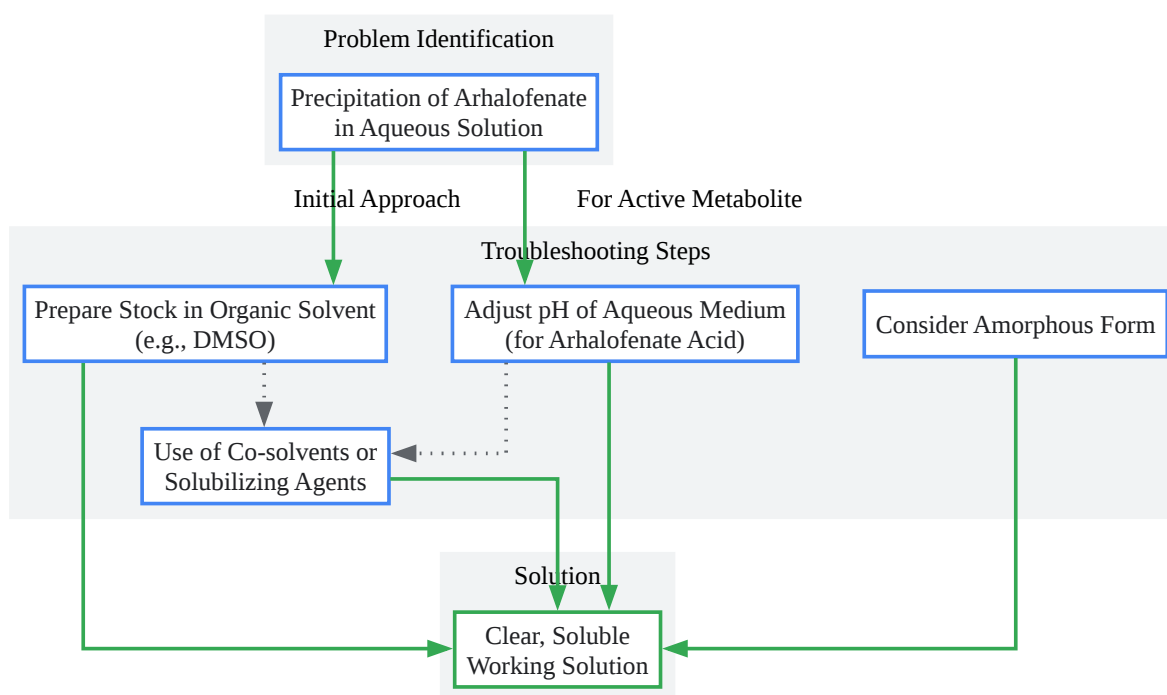 Problem Identification
Precipitation of Arhalofenate
in Aqueous Solution
Initial Approach
For Active Metabolite
Troubleshooting Steps
Prepare Stock in Organic Solvent
(e.g., DMSO)
Adjust pH of Aqueous Medium
(for Arhalofenate Acid)
Consider Amorphous Form
Use of Co-solvents or
Solubilizing Agents
Solution
Clear, Soluble
Working Solution